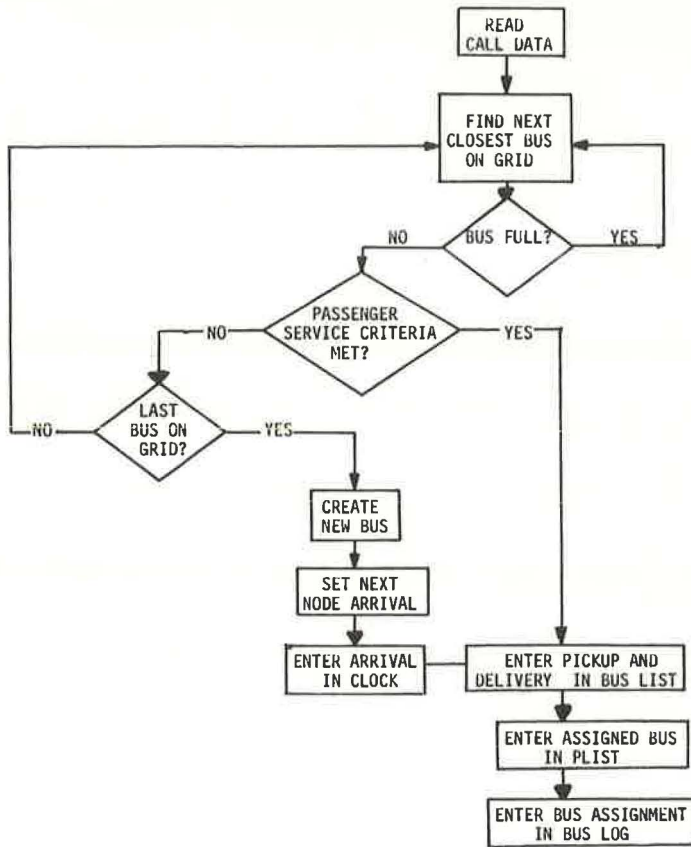 READ
CALL DATA
FIND NEXT
CLOSEST BUS
ON GRID
BUS FULL?
NO
YES
PASSENGER
SERVICE CRITERIA
MET?
NO
YES
LAST
BUS ON
GRID?
NO
YES
CREATE
NEW BUS
SET NEXT
NODE ARRIVAL
ENTER ARRIVAL
IN CLOCK
ENTER PICKUP AND
DELIVERY IN BUS LIST
ENTER ASSIGNED BUS
IN PLIST
ENTER BUS ASSIGNMENT
IN BUS LOG